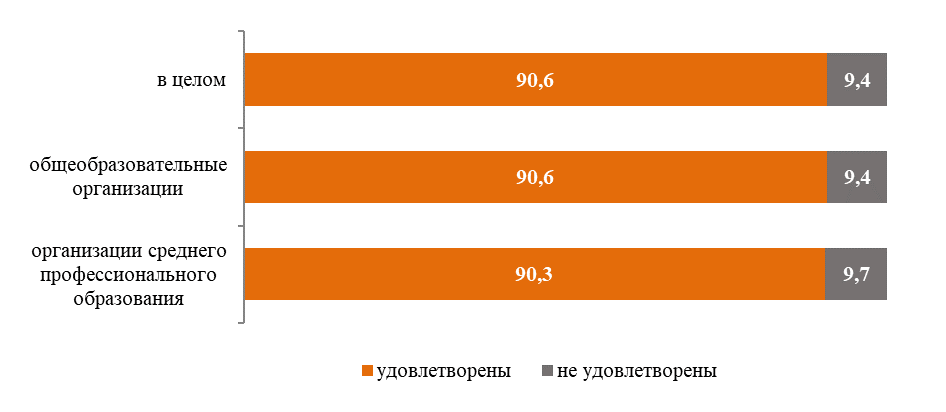 в целом
90,6
9,4
общеобразовательные
организации
90,6
9,4
организации среднего
профессионального
образования
90,3
9,7
удовлетворены
не удовлетворены